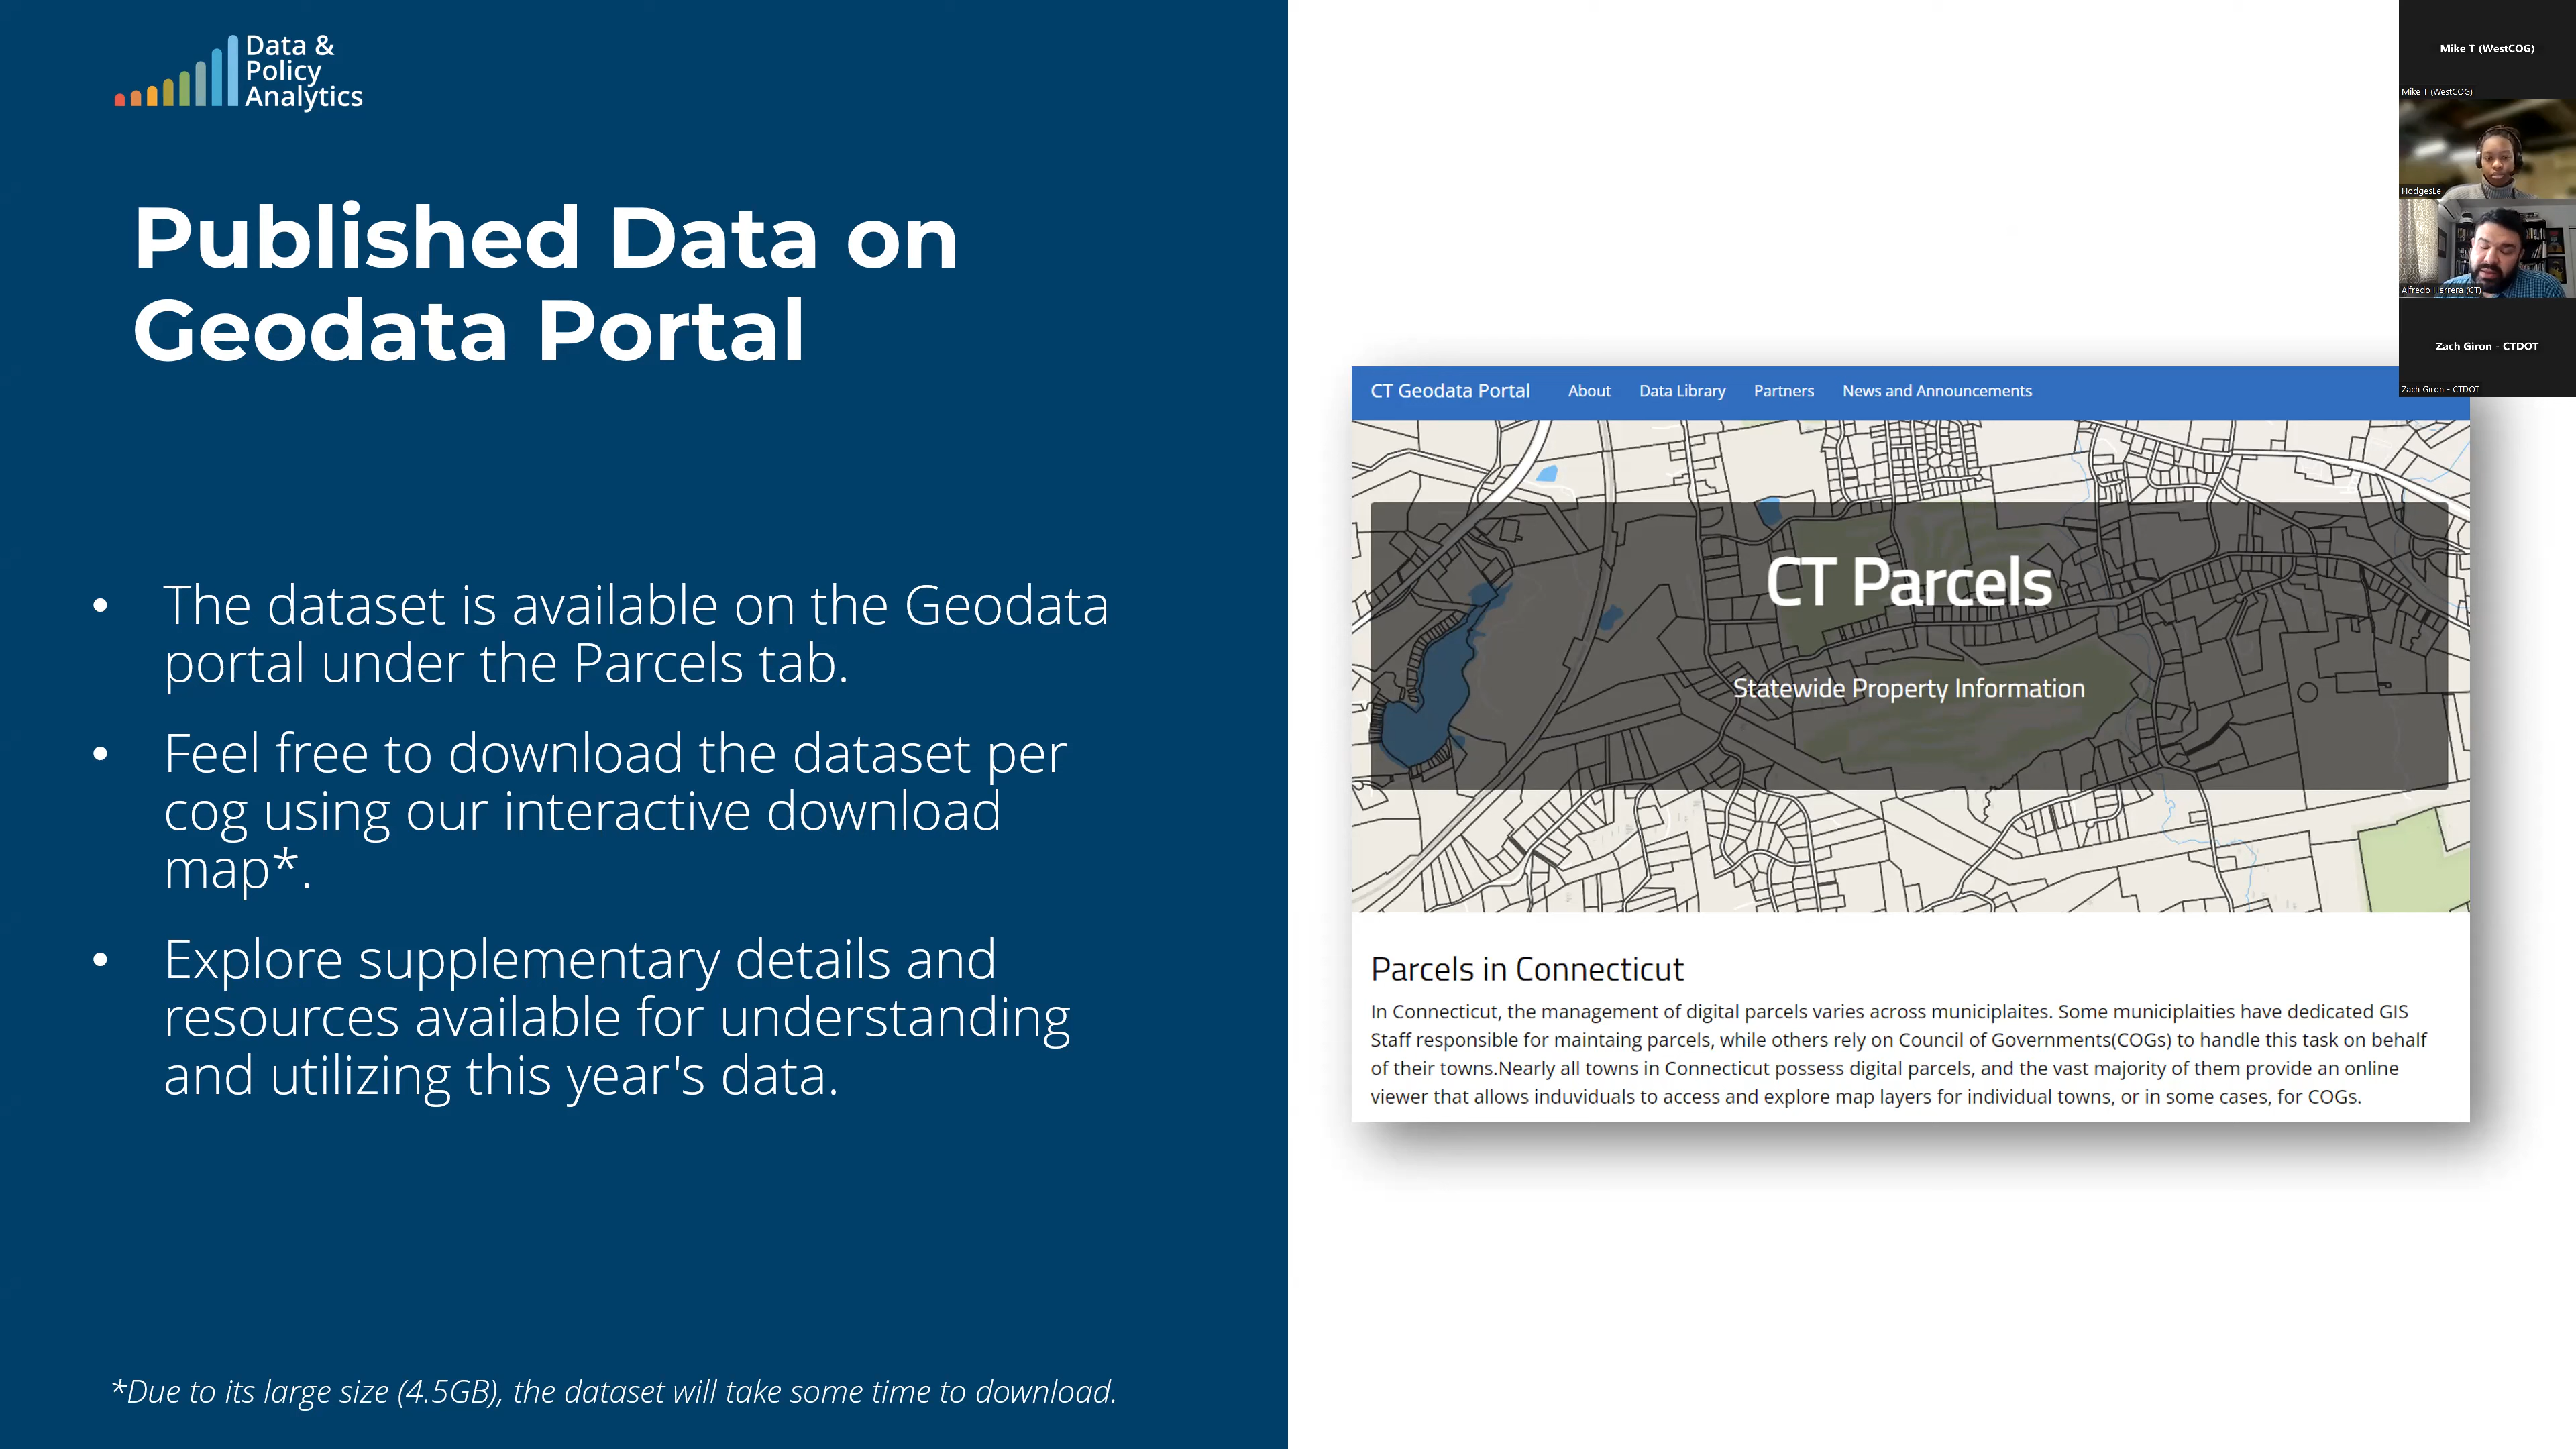 Data &
Policy
Analytics
Published Data on
Geodata Portal
• The dataset is available on the Geodata
portal under the Parcels tab.
• Feel free to download the dataset per
cog using our interactive download
map*.
• Explore supplementary details and
resources available for understanding
and utilizing this year's data.
*Due to its large size (4.5GB), the dataset will take some time to download.
CT Geodata Portal About Data Library Partners News and Announcements
CT Parcels
Statewide Property Information
Parcels in Connecticut
In Connecticut, the management of digital parcels varies across municiplaites. Some municiplaities have dedicated GIS
Staff responsible for maintaing parcels, while others rely on Council of Governments(COGs) to handle this task on behalf
of their towns.Nearly all towns in Connecticut possess digital parcels, and the vast majority of them provide an online
viewer that allows induviduals to access and explore map layers for individual towns, or in some cases, for COGs.
Mike T (WestCOG)
Mike T (WestCOG)
HodgesLe
Alfredo Herrera (CT)
Zach Giron - CTDOT
Zach Giron - CTDOT